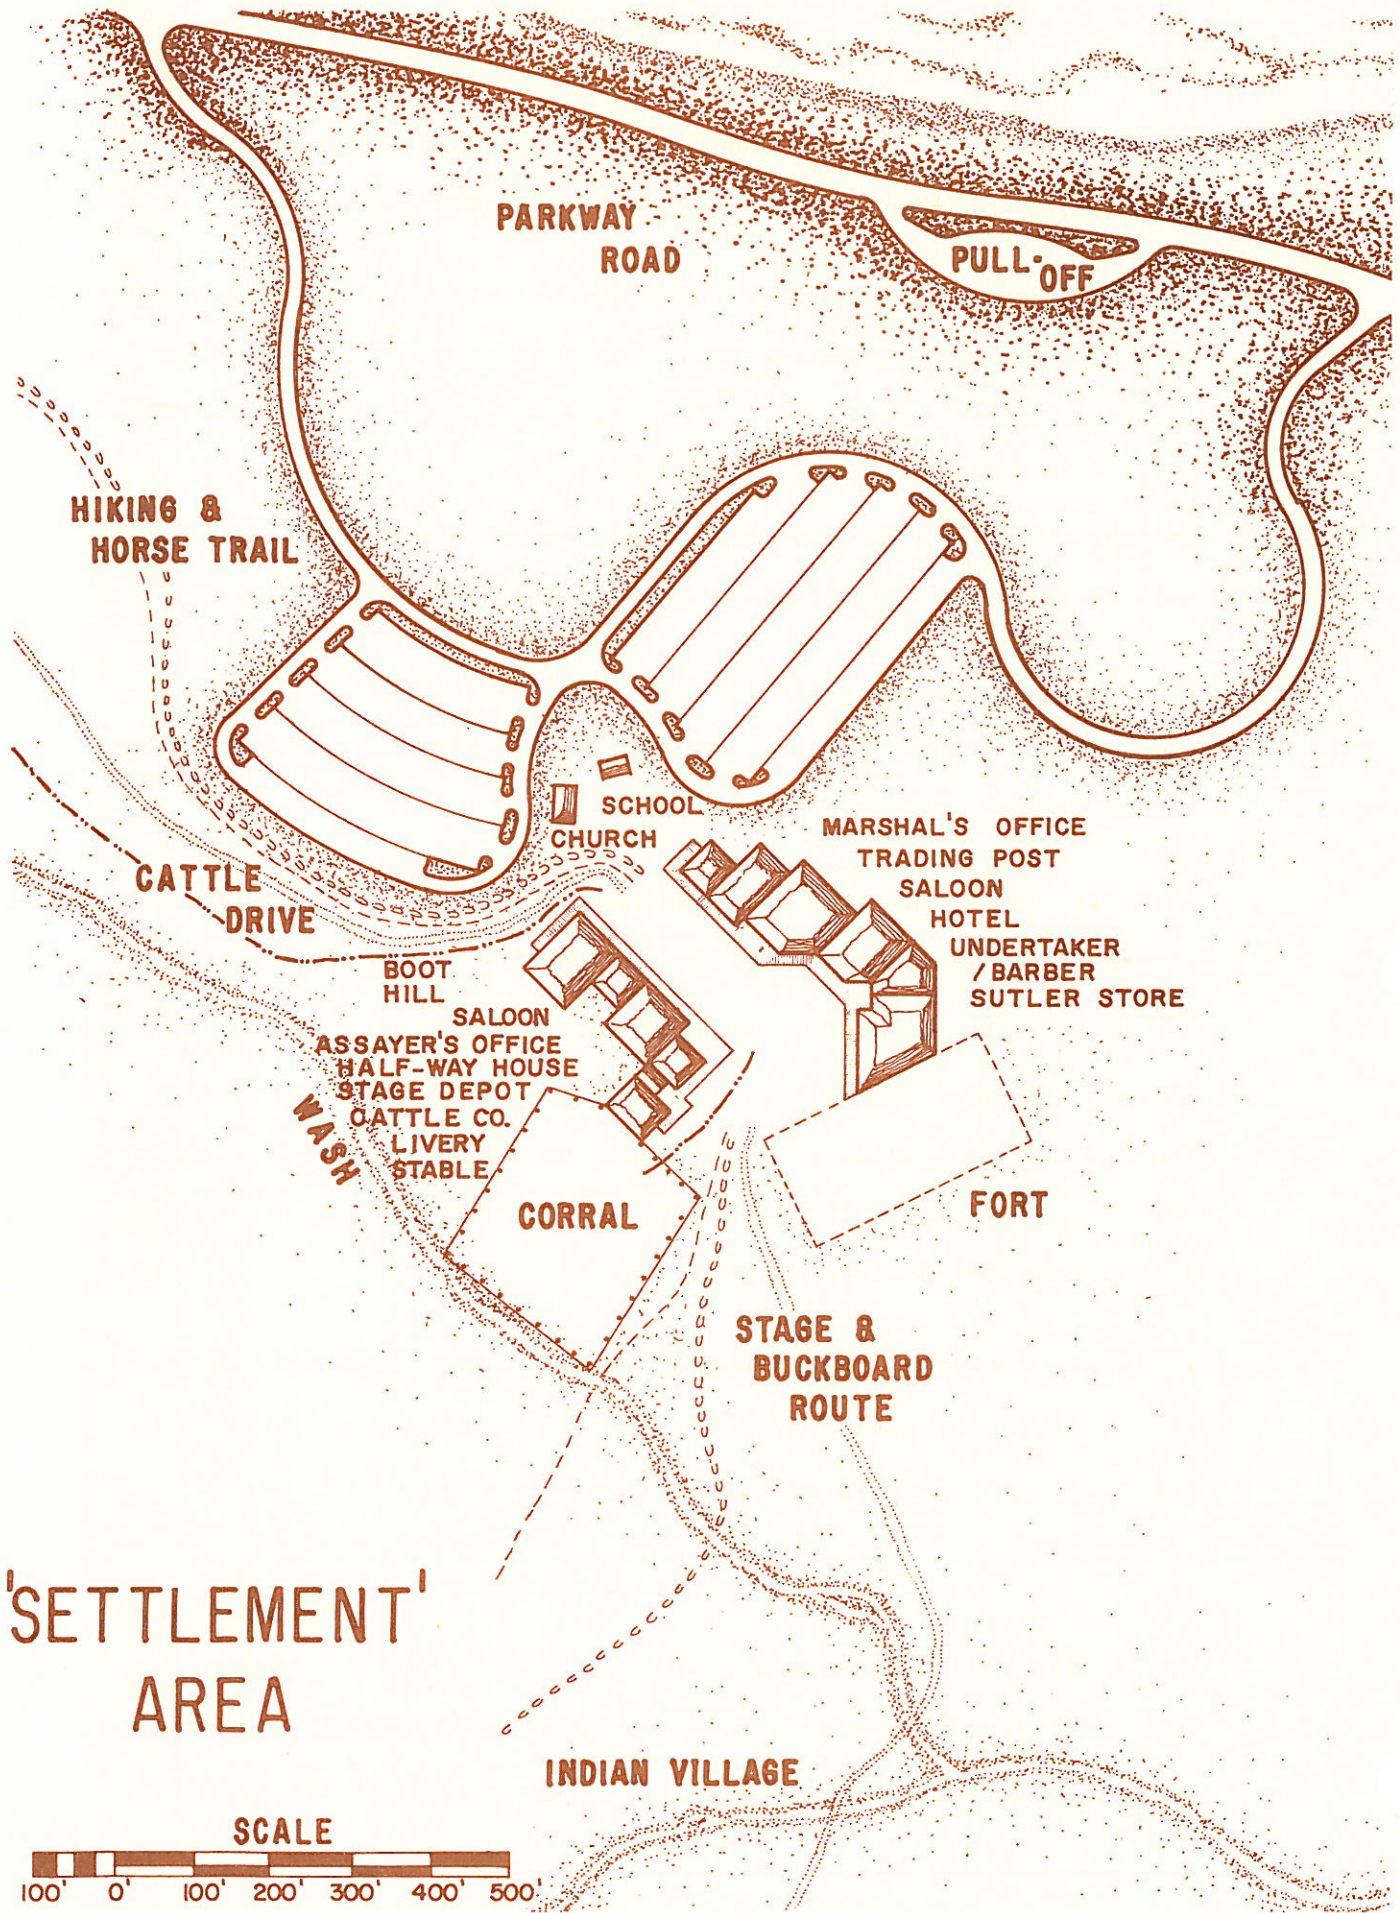 PARKWAY
ROAD
PULL-OFF
HIKING &
HORSE TRAIL
SCHOOL
CHURCH
MARSHAL'S OFFICE
TRADING POST
SALOON
HOTEL
UNDERTAKER
/BARBER
SUTLER STORE
CATTLE
DRIVE
BOOT
HILL
SALOON
ASSAYER'S OFFICE
HALF-WAY HOUSE
STAGE DEPOT
CATTLE CO.
LIVERY
STABLE
WASH
CORRAL
FORT
STAGE &
BUCKBOARD
ROUTE
'SETTLEMENT'
AREA
INDIAN VILLAGE
SCALE
100' 0' 100' 200' 300' 400' 500'